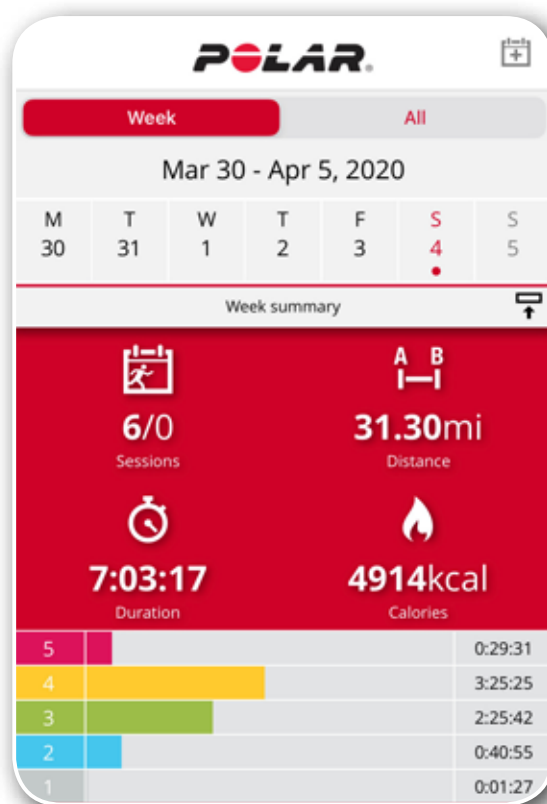 POLAR.
Week All
Mar 30 - Apr 5, 2020
M T W T F S S
30 31 1 2 3 4 5
Week summary
A B
6/0 31.30mi
Sessions Distance
7:03:17 4914kcal
Duration Calories
5 0:29:31
4 3:25:25
3 2:25:42
2 0:40:55
1 0:01:27